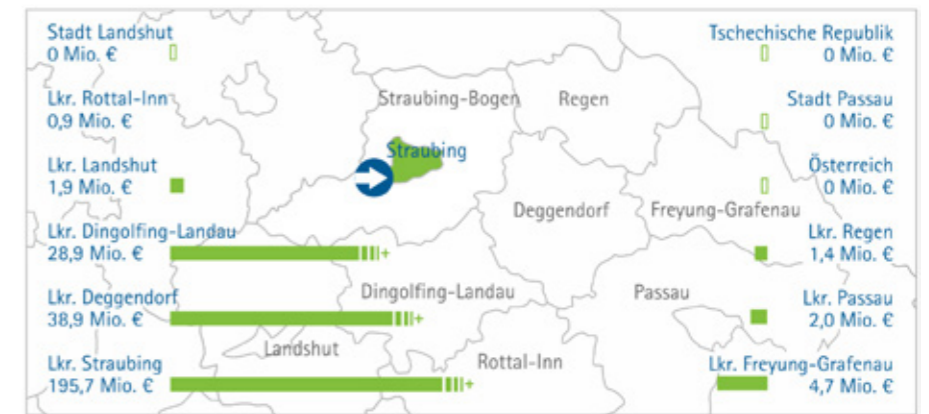 Stadt Landshut
0 Mio. €
Lkr. Rottal-Inn
0,9 Mio. €
Lkr. Landshut
1,9 Mio. €
Lkr. Dingolfing-Landau
28,9 Mio. €
+
Lkr. Deggendorf
38,9 Mio. €
+
Lkr. Straubing
195,7 Mio. €
+
Straubing-Bogen
Regen
Straubing
Deggendorf
Freyung-Grafenau
Dingolfing-Landau
Passau
Landshut
Rottal-Inn
Tschechische Republik
0 Mio. €
Stadt Passau
0 Mio. €
Österreich
0 Mio. €
Lkr. Regen
1,4 Mio. €
Lkr. Passau
2,0 Mio. €
Lkr. Freyung-Grafenau
4,7 Mio. €